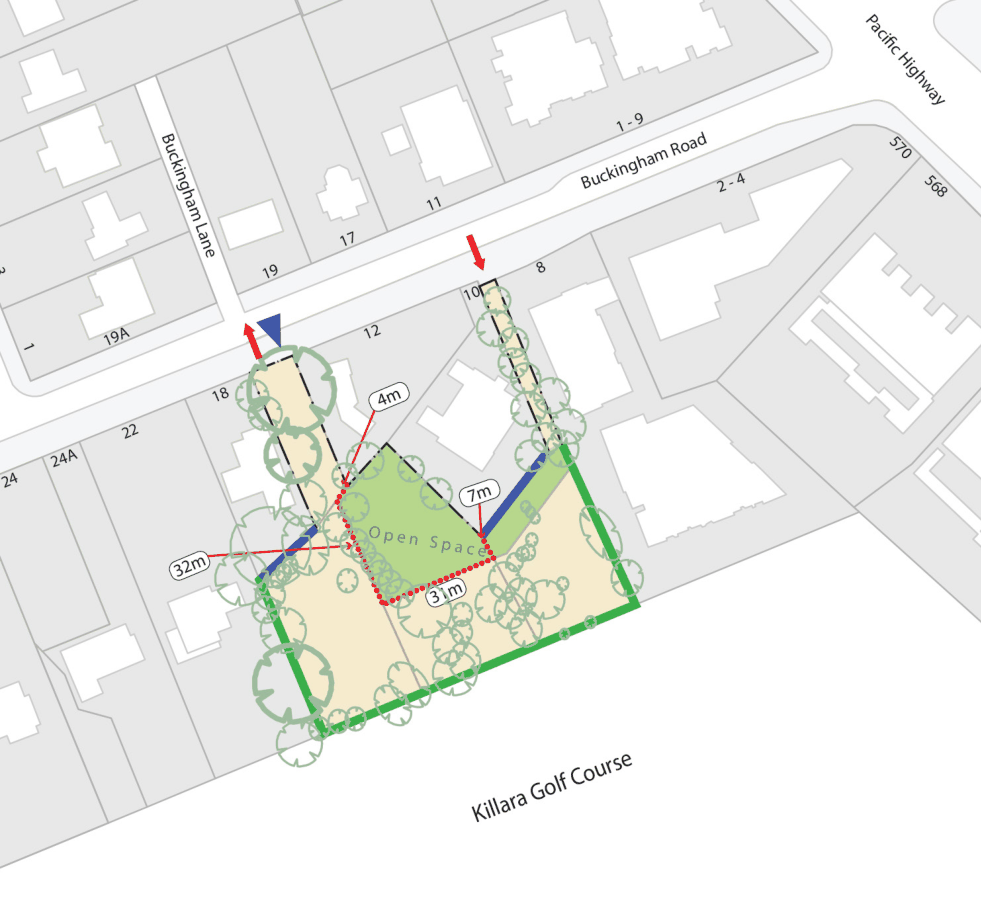 Pacific Highway
1 - 9
Buckingham Road
570
568
2 - 4
Buckingham Lane
11
17
19
8
10
19A
1
12
18
4m
22
24A
24
7m
Open Space
32m
31m
Killara Golf Course